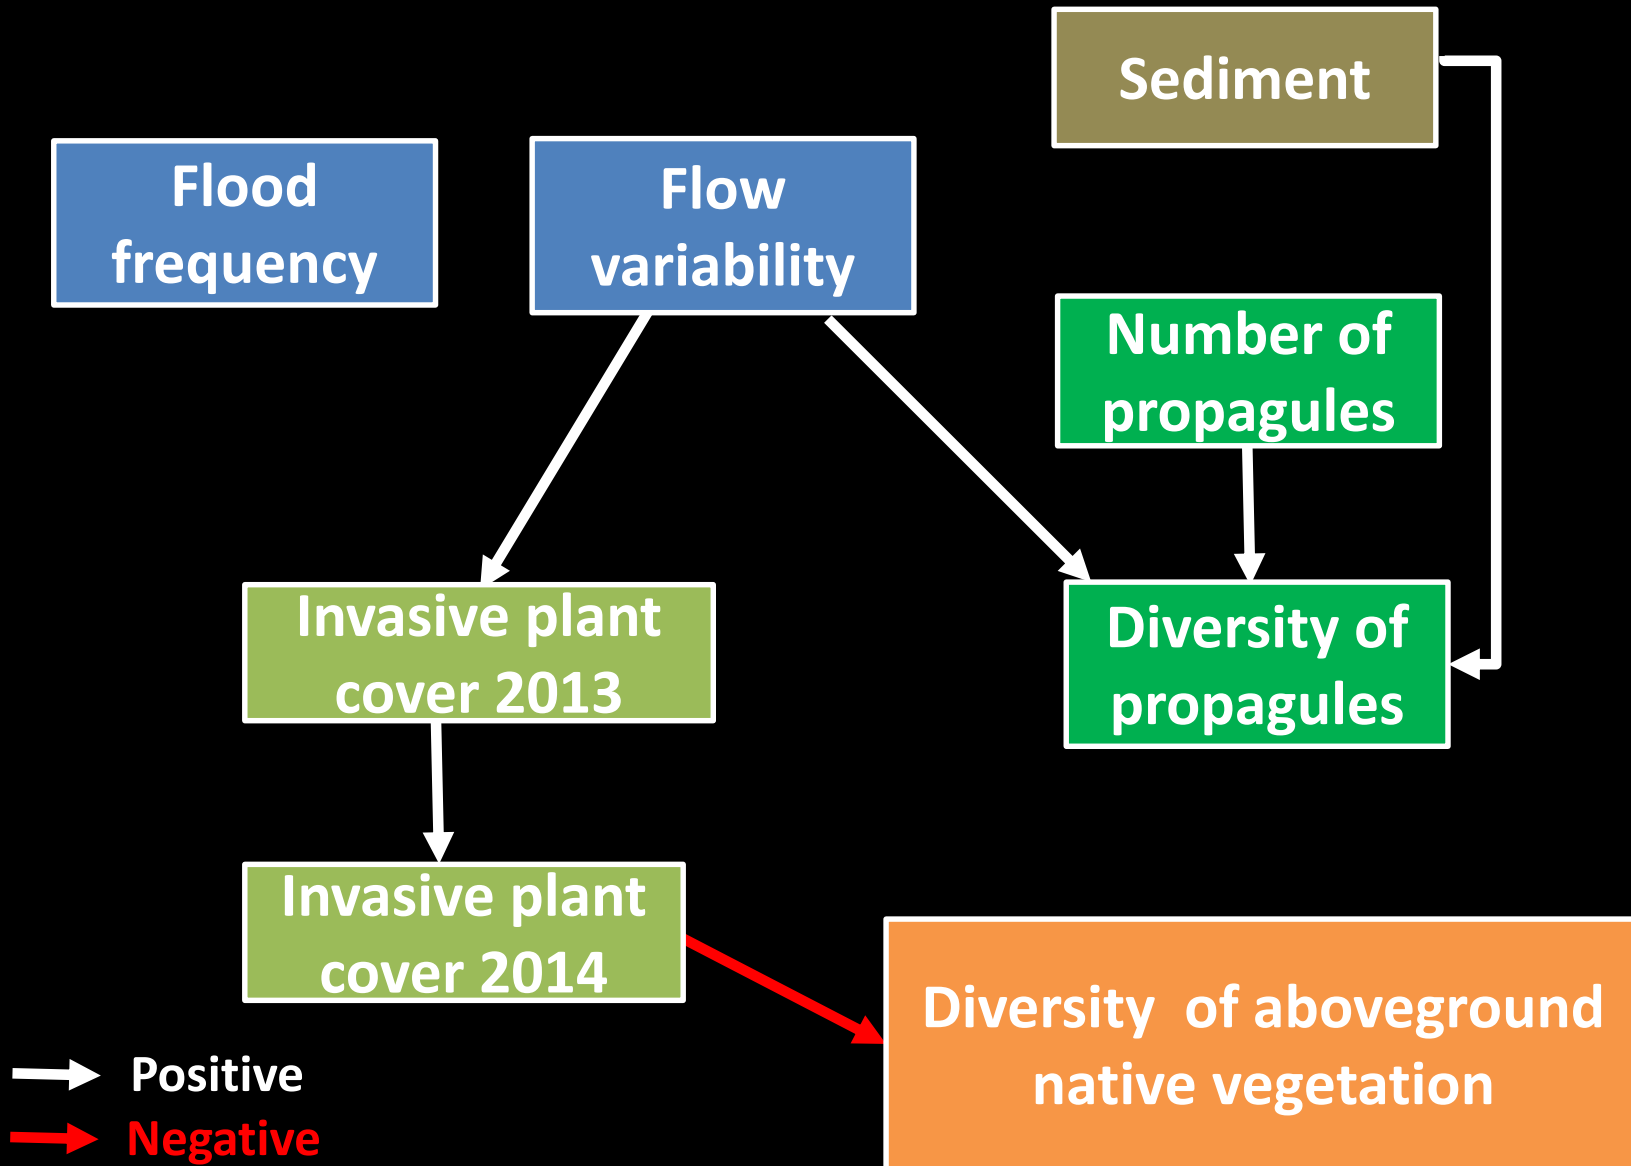 Sediment
Flood
frequency
Flow
variability
Number of
propagules
Invasive plant
cover 2013
Diversity of
propagules
Invasive plant
cover 2014
Diversity  of aboveground
native vegetation
Positive
Negative